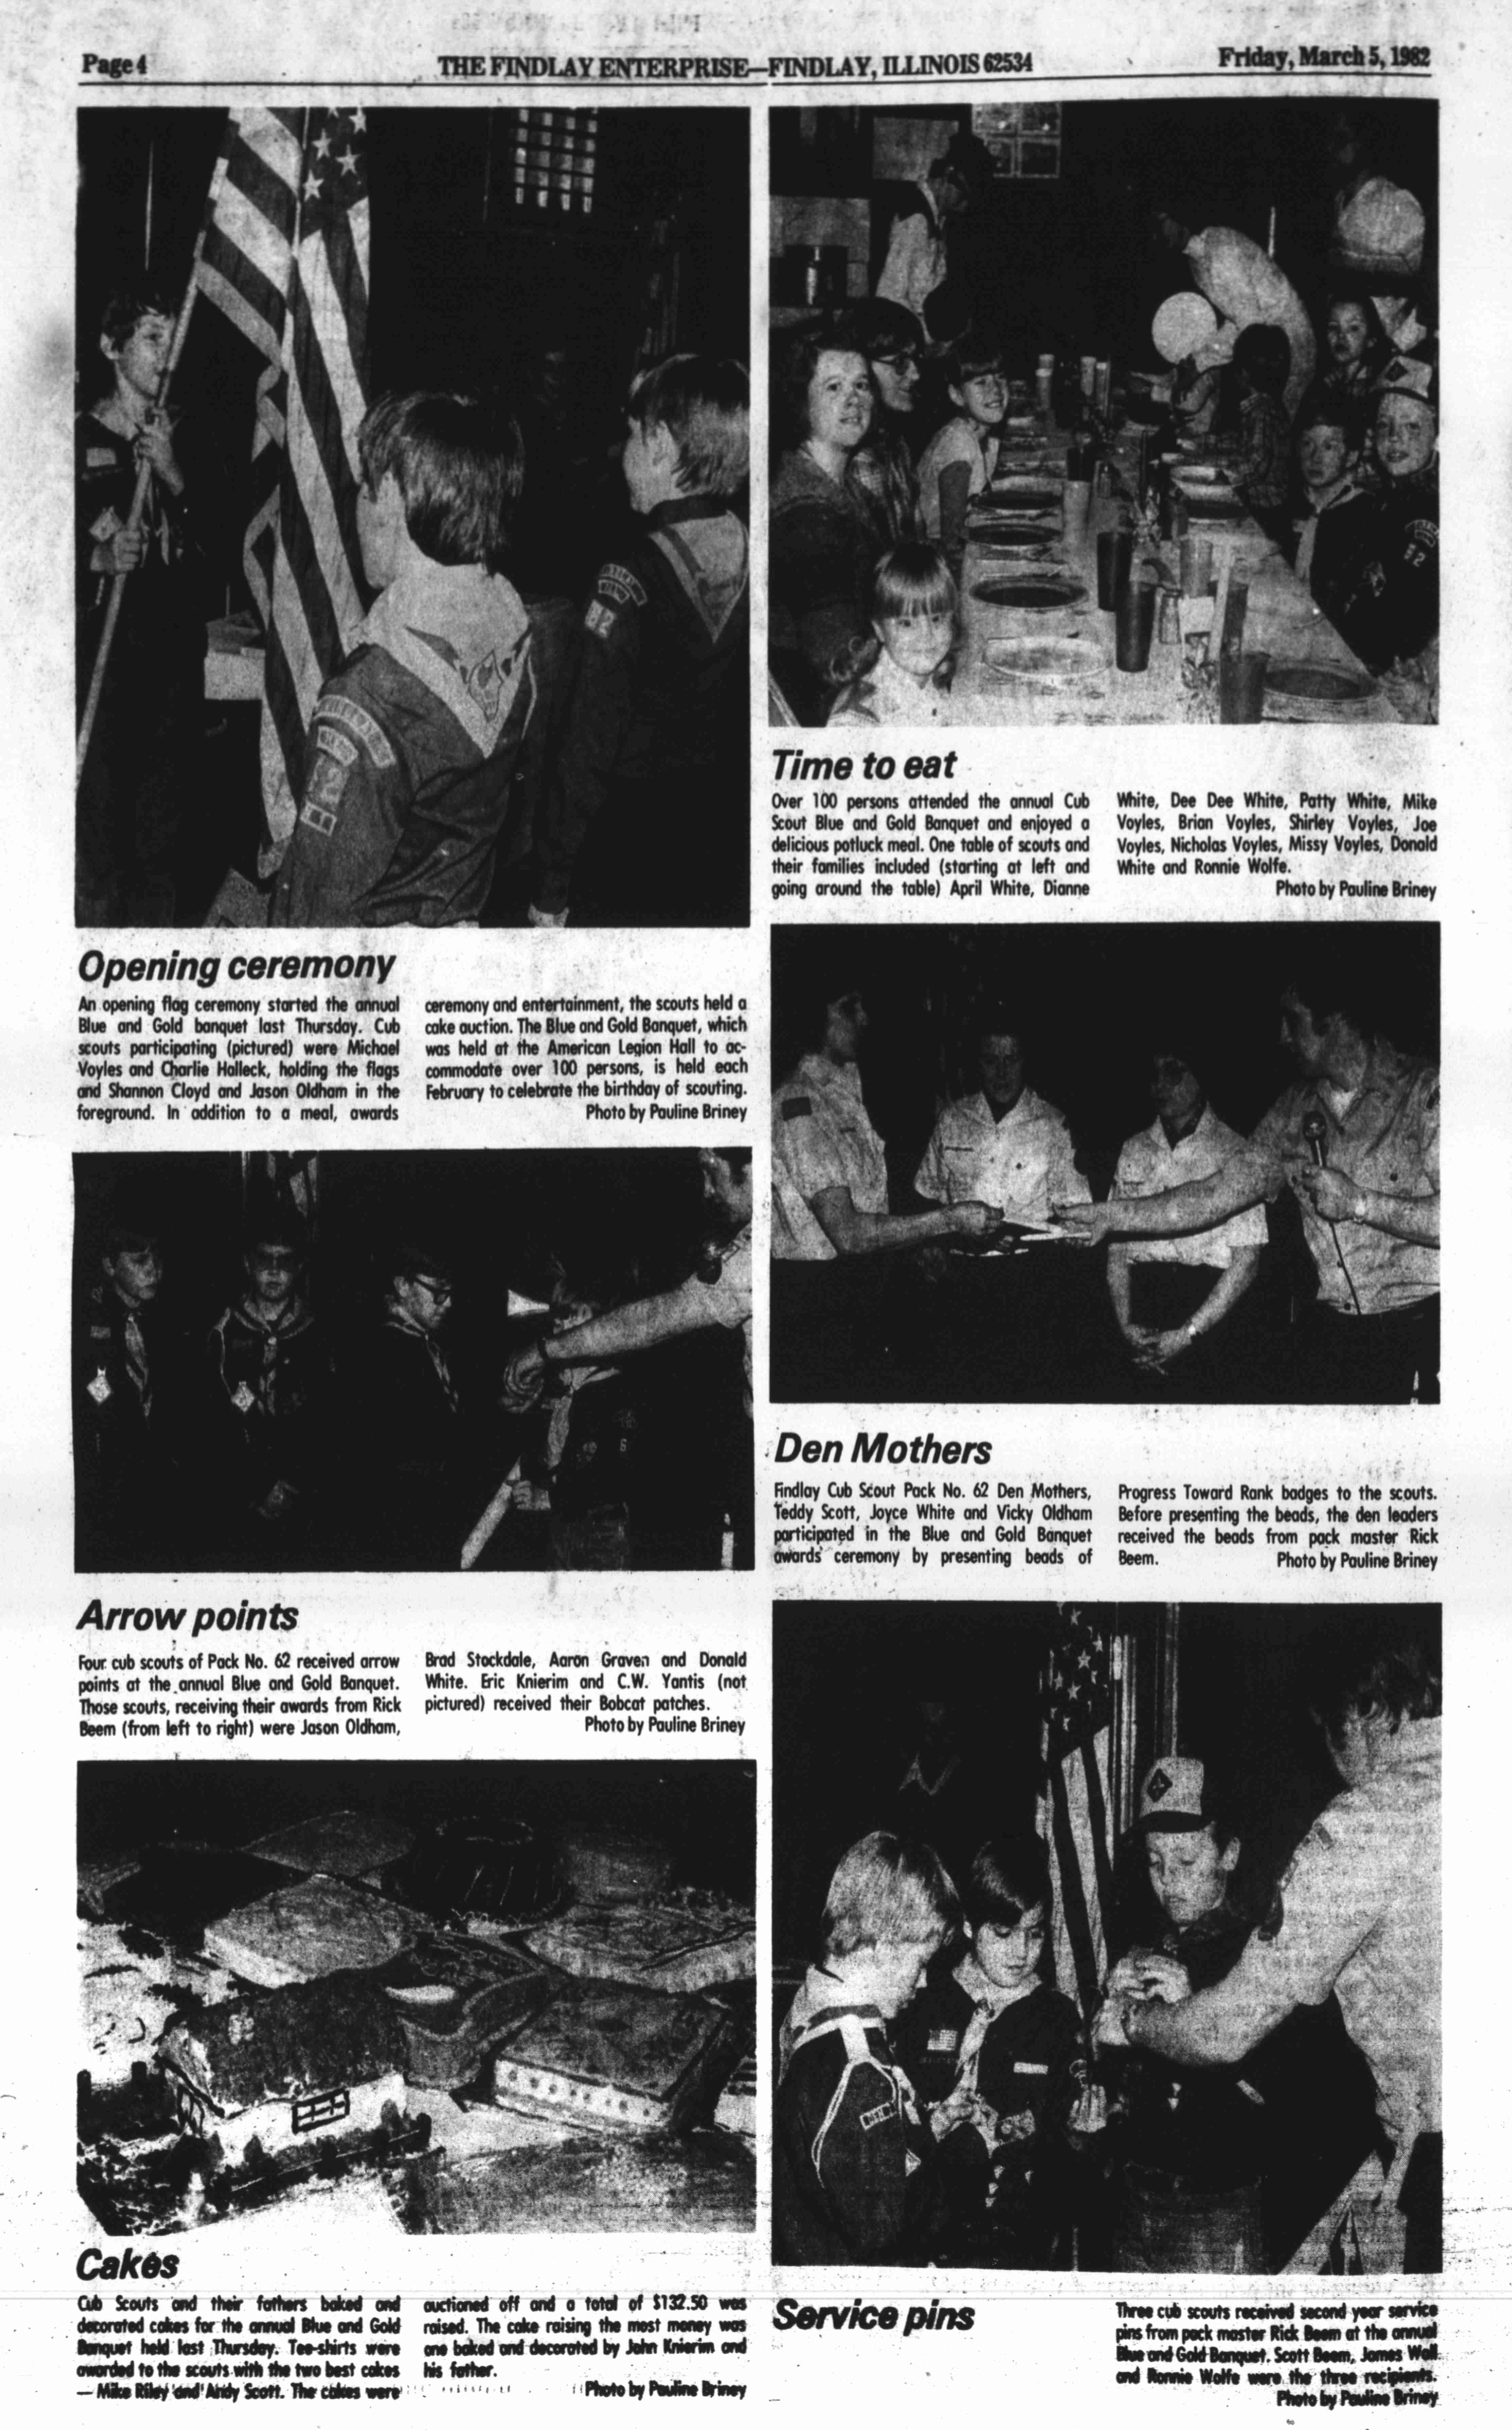 Page 4
THE FINDLAY ENTERPRISE—FINDLAY, ILLINOIS 62534
Friday, March 5, 1982
Opening ceremony
An opening flag ceremony started the annual
Blue and Gold banquet last Thursday. Cub
scouts participating (pictured) were Michael
Voyles and Charlie Halleck, holding the flags
and Shannon Cloyd and Jason Oldham in the
foreground. In addition to a meal, awards
ceremony and entertainment, the scouts held a
cake auction. The Blue and Gold Banquet, which
was held at the American Legion Hall to ac-
commodate over 100 persons, is held each
February to celebrate the birthday of scouting.
Photo by Pauline Briney
Arrow points
Four cub scouts of Pack No. 62 received arrow
points at the annual Blue and Gold Banquet.
Those scouts, receiving their awards from Rick
Beem (from left to right) were Jason Oldham,
Brad Stockdale, Aaron Graven and Donald
White. Eric Knierim and C.W. Yantis (not
pictured) received their Bobcat patches.
Photo by Pauline Briney
Cakes
Cub Scouts and their fathers baked and
decorated cakes for the annual Blue and Gold
Banquet held last Thursday. Tee-shirts were
awarded to the scouts with the two best cakes
— Mike Riley and Andy Scott. The cakes were
auctioned off and a total of $132.50 was
raised. The cake raising the most money was
one baked and decorated by John Knierim and
his father.
Photo by Pauline Briney
Time to eat
Over 100 persons attended the annual Cub
Scout Blue and Gold Banquet and enjoyed a
delicious potluck meal. One table of scouts and
their families included (starting at left and
going around the table) April White, Dianne
White, Dee Dee White, Patty White, Mike
Voyles, Brian Voyles, Shirley Voyles, Joe
Voyles, Nicholas Voyles, Missy Voyles, Donald
White and Ronnie Wolfe.
Photo by Pauline Briney
Den Mothers
Findlay Cub Scout Pack No. 62 Den Mothers,
Teddy Scott, Joyce White and Vicky Oldham
participated in the Blue and Gold Banquet
awards ceremony by presenting beads of
Progress Toward Rank badges to the scouts.
Before presenting the beads, the den leaders
received the beads from pack master Rick
Beem.
Photo by Pauline Briney
Service pins
Three cub scouts received second year service
pins from pack master Rick Beem at the annual
Blue and Gold Banquet. Scott Beem, James Wall
and Ronnie Wolfe were the three recipients.
Photo by Pauline Briney